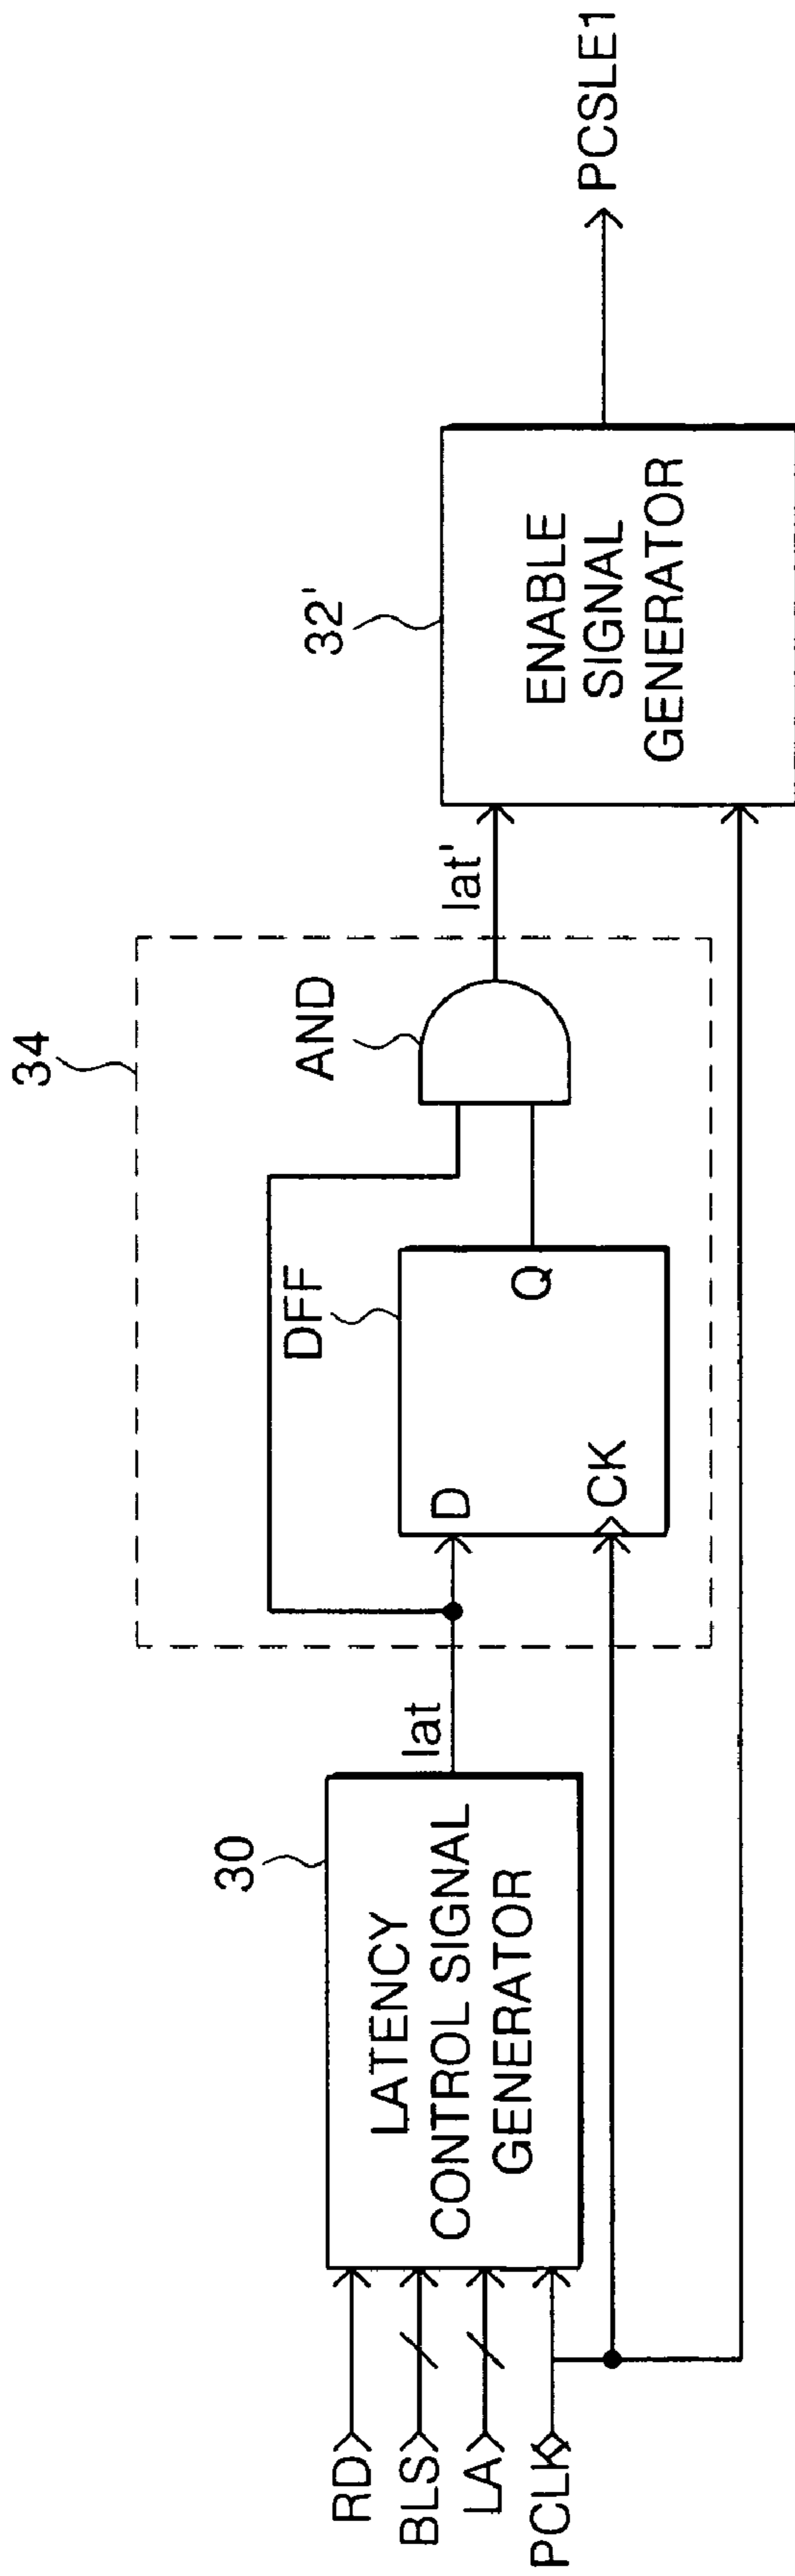 34
AND
32'
DFF
30
lat
lat'
PCSLE1
D
Q
CK
LATENCY
CONTROL SIGNAL
GENERATOR
ENABLE
SIGNAL
GENERATOR
RD
BLS
LA
PCLK